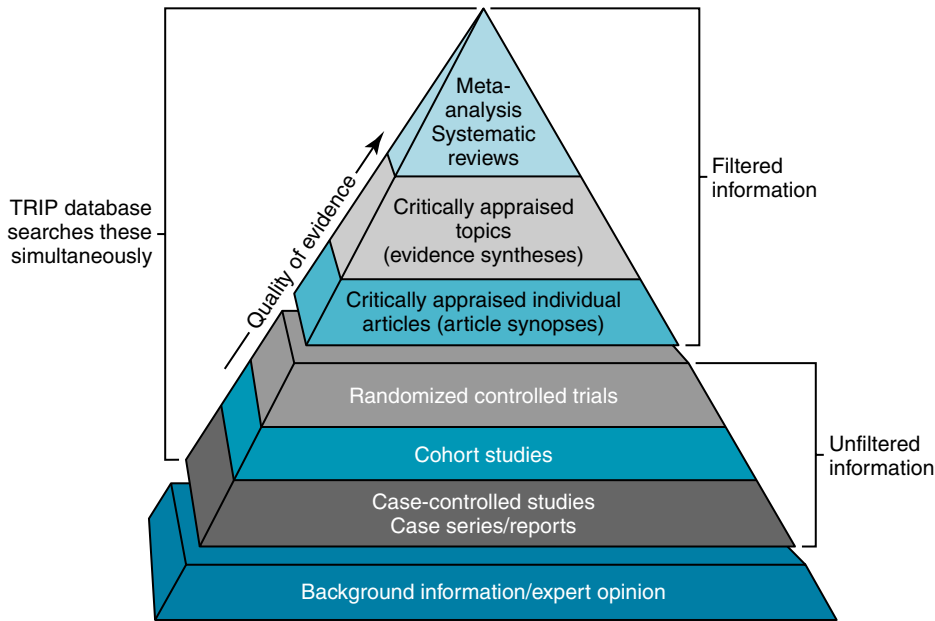 Meta-
analysis
Systematic
reviews
Filtered
information
TRIP database
searches these
simultaneously
Quality of evidence
Critically appraised
topics
(evidence syntheses)
Critically appraised individual
articles (article synopses)
Randomized controlled trials
Cohort studies
Unfiltered
information
Case-controlled studies
Case series/reports
Background information/expert opinion